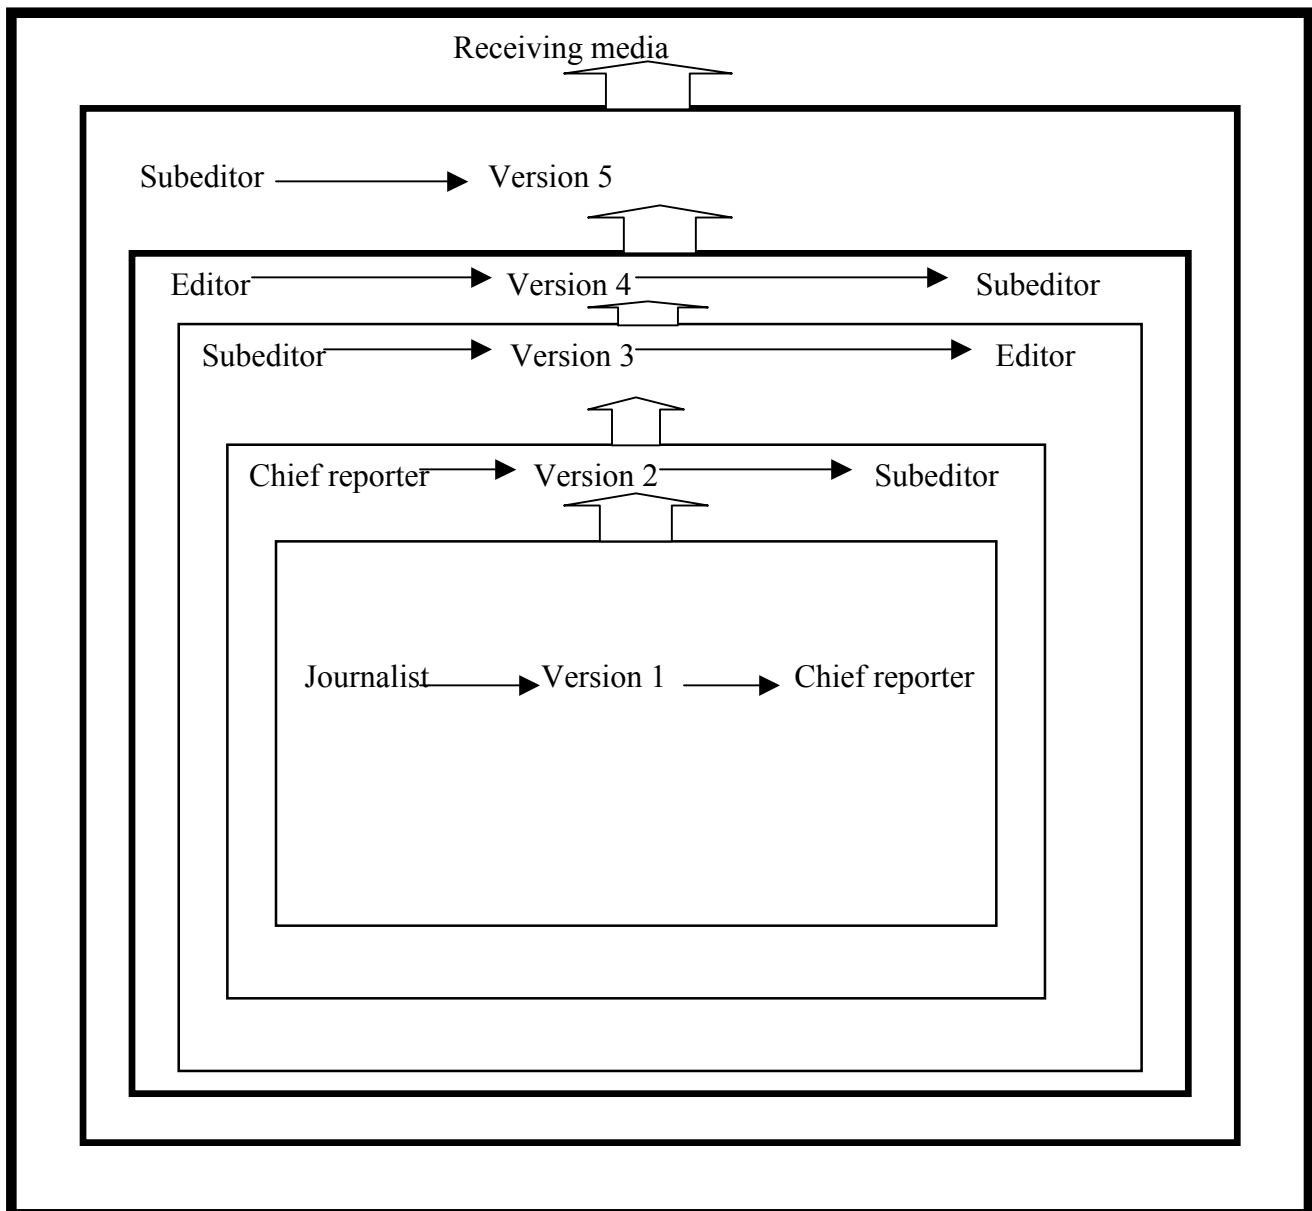 Receiving media
Subeditor Version 5
Editor Version 4 Subeditor
Subeditor Version 3 Editor
Chief reporter Version 2 Subeditor
Journalist Version 1 Chief reporter